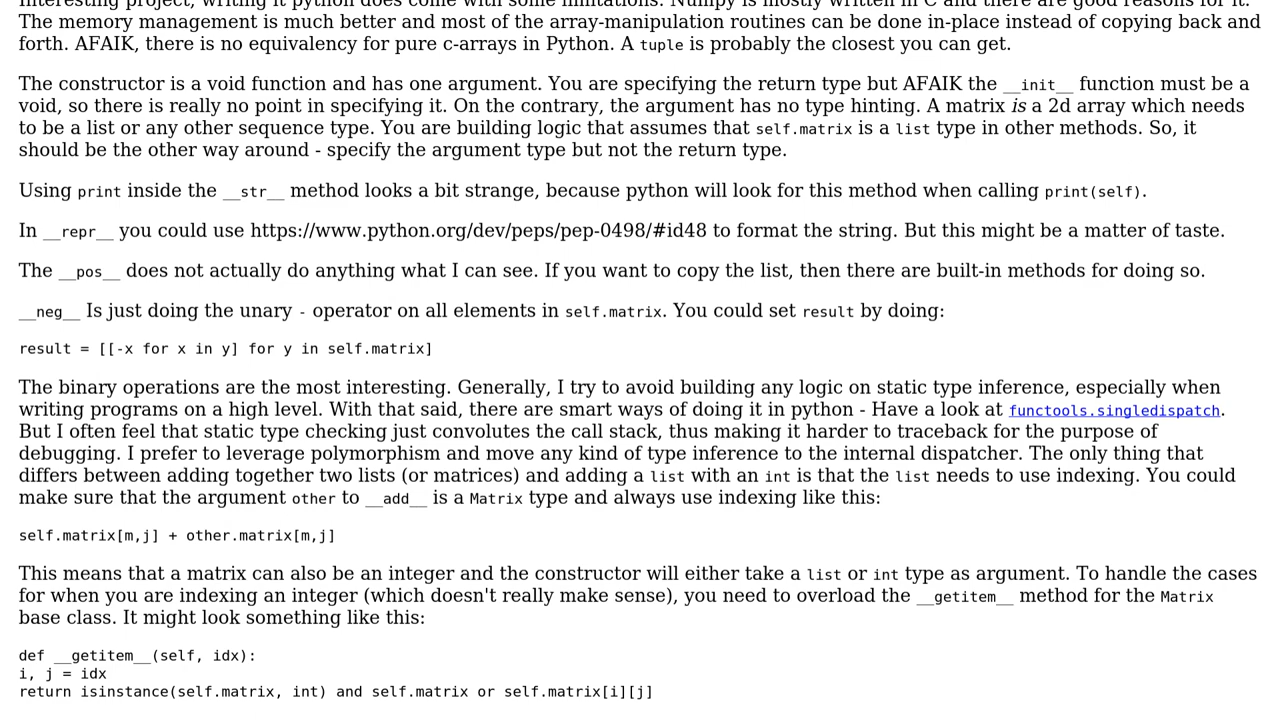 Interesting project, writing it python does come with some limitations. Numpy is mostly written in C and there are good reasons for it.
The memory management is much better and most of the array-manipulation routines can be done in-place instead of copying back and
forth. AFAIK, there is no equivalency for pure c-arrays in Python. A tuple is probably the closest you can get.
The constructor is a void function and has one argument. You are specifying the return type but AFAIK the __init__ function must be a
void, so there is really no point in specifying it. On the contrary, the argument has no type hinting. A matrix is a 2d array which needs
to be a list or any other sequence type. You are building logic that assumes that self.matrix is a list type in other methods. So, it
should be the other way around - specify the argument type but not the return type.
Using print inside the __str__ method looks a bit strange, because python will look for this method when calling print(self).
In __repr__ you could use https://www.python.org/dev/peps/pep-0498/#id48 to format the string. But this might be a matter of taste.
The __pos__ does not actually do anything what I can see. If you want to copy the list, then there are built-in methods for doing so.
__neg__ Is just doing the unary - operator on all elements in self.matrix. You could set result by doing:
result = [[-x for x in y] for y in self.matrix]
The binary operations are the most interesting. Generally, I try to avoid building any logic on static type inference, especially when
writing programs on a high level. With that said, there are smart ways of doing it in python - Have a look at functools.singledispatch.
But I often feel that static type checking just convolutes the call stack, thus making it harder to traceback for the purpose of
debugging. I prefer to leverage polymorphism and move any kind of type inference to the internal dispatcher. The only thing that
differs between adding together two lists (or matrices) and adding a list with an int is that the list needs to use indexing. You could
make sure that the argument other to __add__ is a Matrix type and always use indexing like this:
self.matrix[m,j] + other.matrix[m,j]
This means that a matrix can also be an integer and the constructor will either take a list or int type as argument. To handle the cases
for when you are indexing an integer (which doesn't really make sense), you need to overload the __getitem__ method for the Matrix
base class. It might look something like this:
def __getitem__(self, idx):
i, j = idx
return isinstance(self.matrix, int) and self.matrix or self.matrix[i][j]